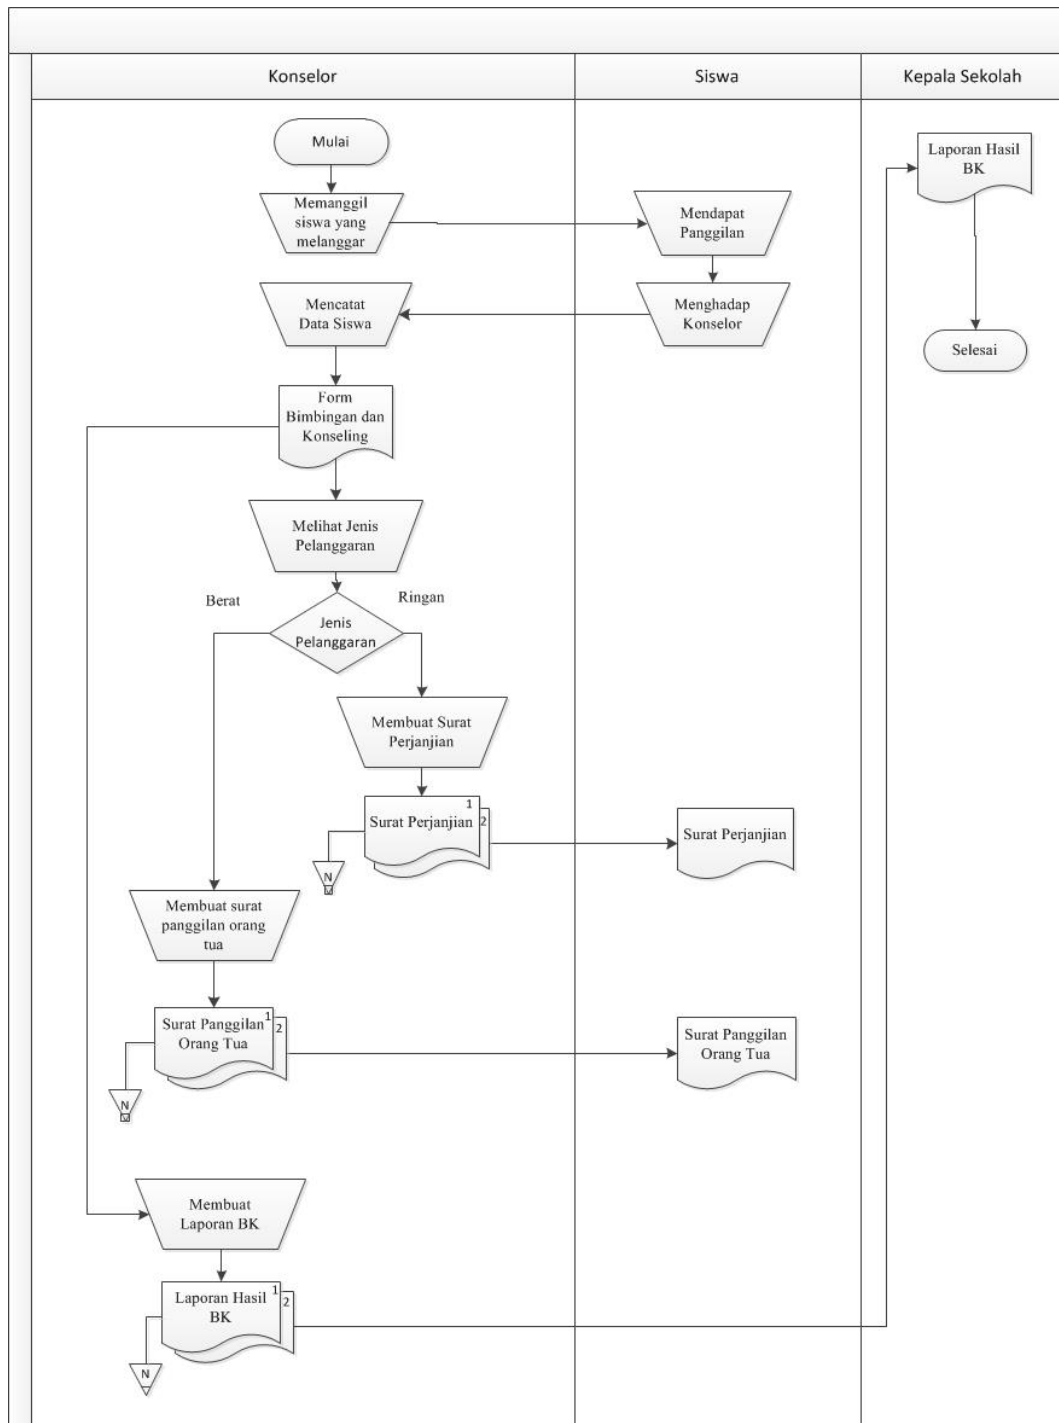 Konselor
Siswa
Kepala Sekolah
Mulai
Laporan Hasil
BK
Memanggil
siswa yang
melanggar
Mendapat
Panggilan
Mencatat
Data Siswa
Menghadap
Konselor
Selesai
Form
Bimbingan dan
Konseling
Melihat Jenis
Pelanggaran
Berat
Ringan
Jenis
Pelanggaran
Membuat Surat
Perjanjian
1
Surat Perjanjian
2
Surat Perjanjian
N
Membuat surat
panggilan orang
tua
1
2
Surat Panggilan
Orang Tua
Surat Panggilan
Orang Tua
N
Membuat
Laporan BK
1
2
Laporan Hasil
BK
N